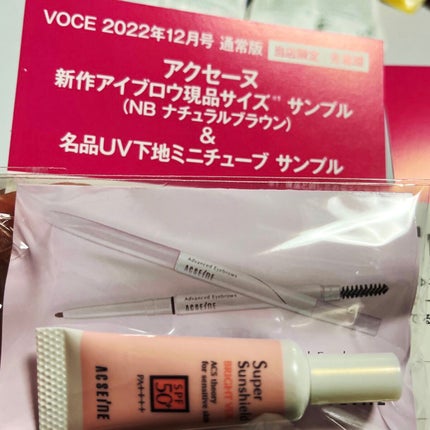 VOCE 2022年12月号 通常版
アクセーヌ
新作アイブロウ現品サイズ※1 サンプル
(NB ナチュラルブラウン)
&
名品UV下地ミニチューブ サンプル
Advanced Eyebrows
ACSEINE
Advanced Eyebrows
ACSEINE
Super
Sunshield
BRIGHT
ACS theory
for sensitive skin
SPF
50+
PA++++
ACSEINE